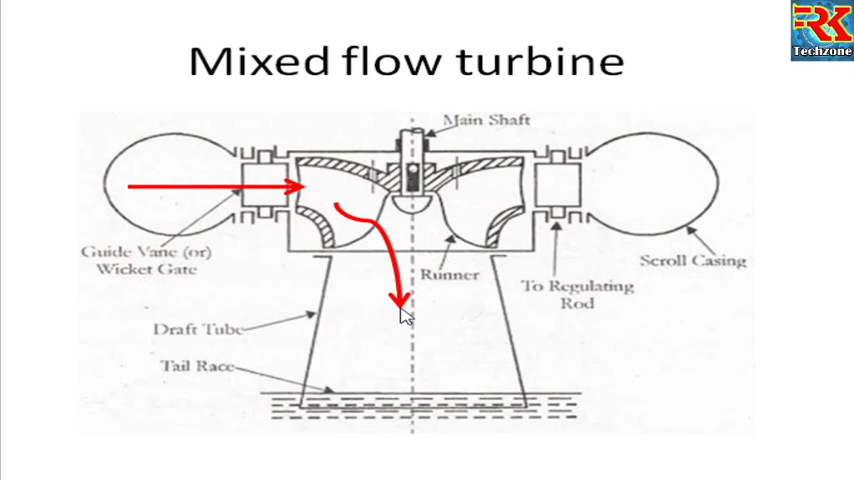 RK
Techzone
Mixed flow turbine
Main Shaft
Guide Vane (or)
Wicket Gate
Runner
To Regulating
Rod
Scroll Casing
Draft Tube
Tail Race